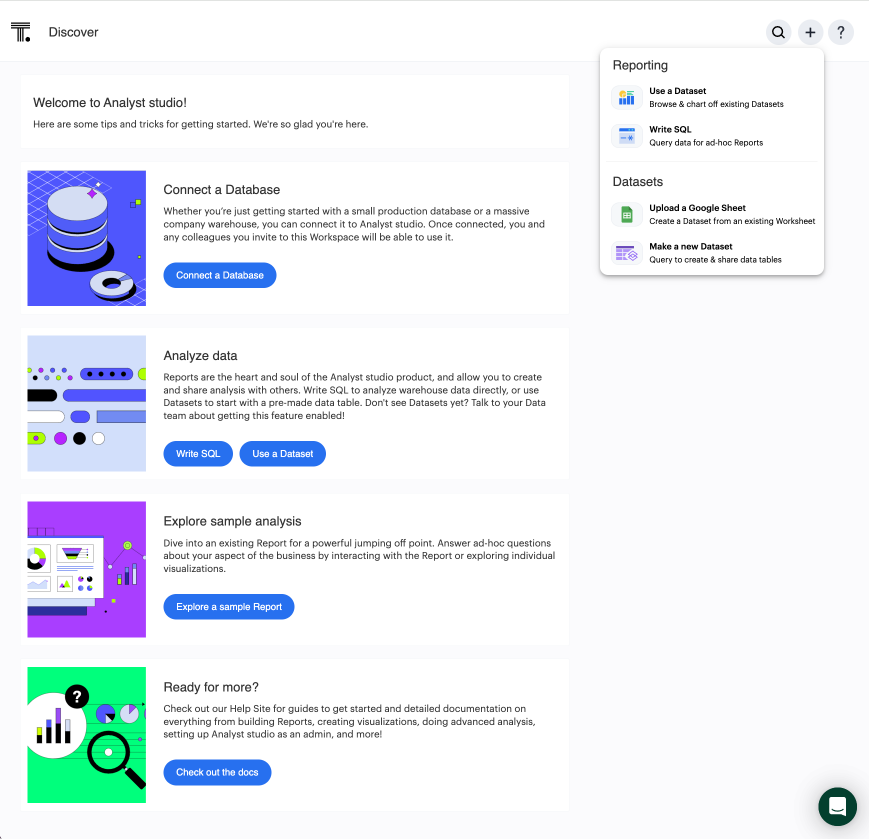 T.
Discover
?
Reporting
Use a Dataset
Browse & chart off existing Datasets
Write SQL
Query data for ad-hoc Reports
Datasets
Upload a Google Sheet
Create a Dataset from an existing Worksheet
Make a new Dataset
Query to create & share data tables
Welcome to Analyst studio!
Here are some tips and tricks for getting started. We're so glad you're here.
Connect a Database
Whether you're just getting started with a small production database or a massive
company warehouse, you can connect it to Analyst studio. Once connected, you and
any colleagues you invite to this Workspace will be able to use it.
Connect a Database
Analyze data
Reports are the heart and soul of the Analyst studio product, and allow you to create
and share analysis with others. Write SQL to analyze warehouse data directly, or use
Datasets to start with a pre-made data table. Don't see Datasets yet? Talk to your Data
team about getting this feature enabled!
Write SQL
Use a Dataset
Explore sample analysis
Dive into an existing Report for a powerful jumping off point. Answer ad-hoc questions
about your aspect of the business by interacting with the Report or exploring individual
visualizations.
Explore a sample Report
?
Ready for more?
Check out our Help Site for guides to get started and detailed documentation on
everything from building Reports, creating visualizations, doing advanced analysis,
setting up Analyst studio as an admin, and more!
Check out the docs